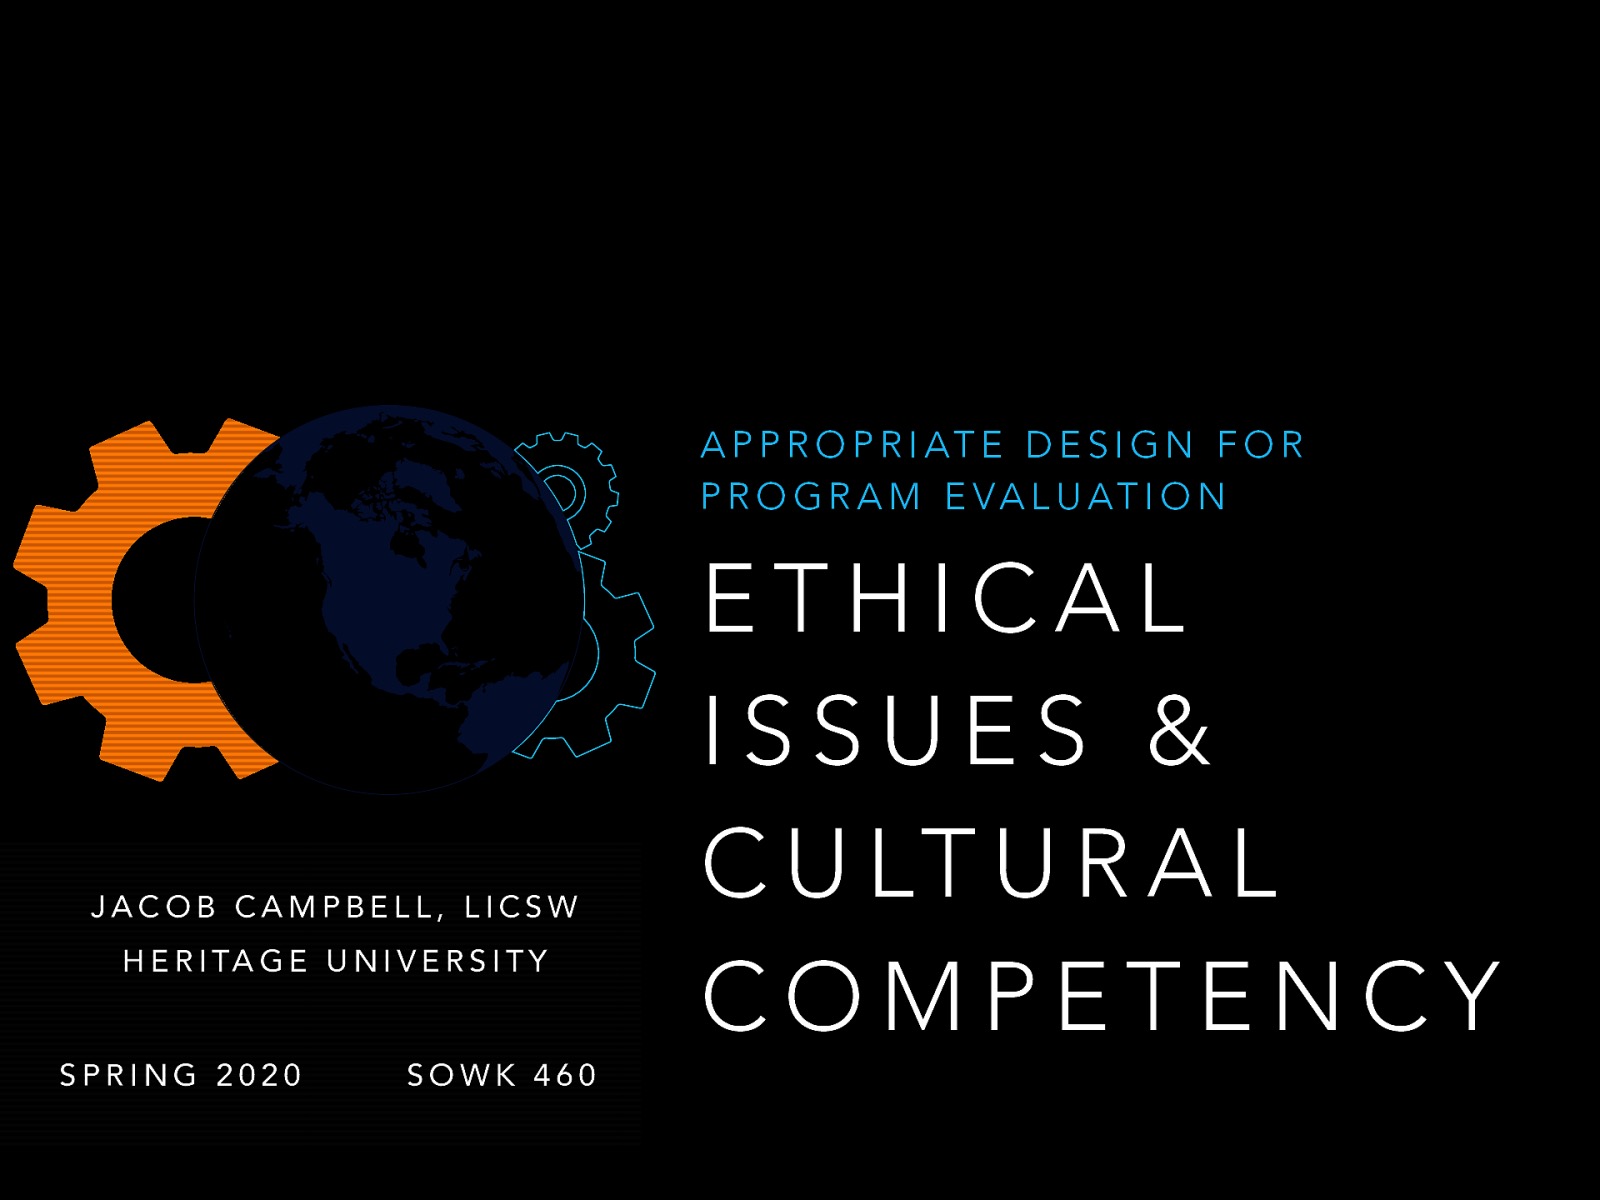 APPROPRIATE DESIGN FOR
PROGRAM EVALUATION
ETHICAL
ISSUES &
CULTURAL
COMPETENCY
JACOB CAMPBELL, LICSW
HERITAGE UNIVERSITY
SPRING 2020 SOWK 460